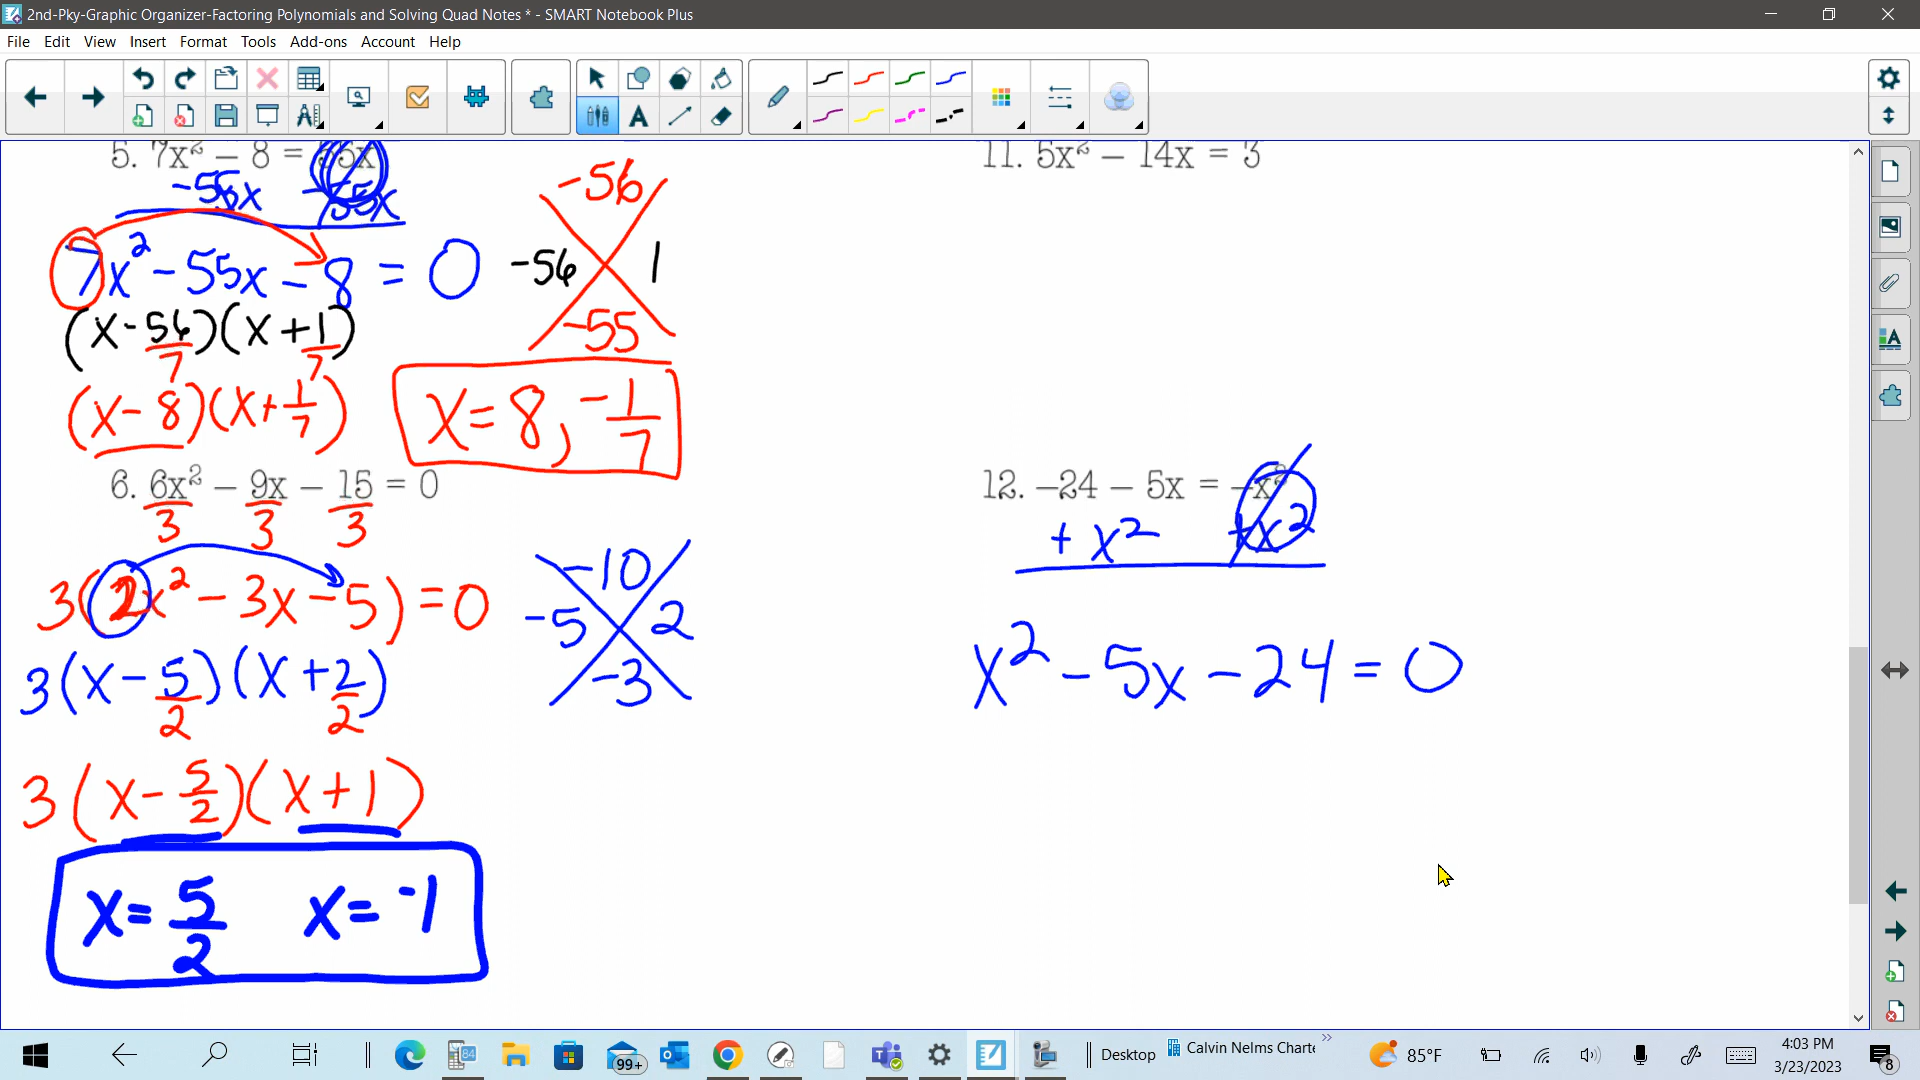 2nd-Pky-Graphic Organizer-Factoring Polynomials and Solving Quad Notes * - SMART Notebook Plus
File Edit View Insert Format Tools Add-ons Account Help
5. 7x² – 8 = 55x
-55x -55x
7x² - 55x - 8 = 0
(x - 56/7)(x + 1/7)
(x - 8)(x + 1/7)
-56
-56 1
-55
x = 8, -1/7
6. 6x² – 9x – 15 = 0
3 3 3
3(2x² - 3x - 5) = 0
3(x - 5/2)(x + 2/2)
3(x - 5/2)(x + 1)
-10
-5 2
-3
x = 5/2 x = -1
11. 5x² – 14x = 3
12. –24 – 5x = –x²
+ x² + x²
x² - 5x - 24 = 0
84
99+
Desktop
Calvin Nelms Charte
85°F
4:03 PM
3/23/2023
8